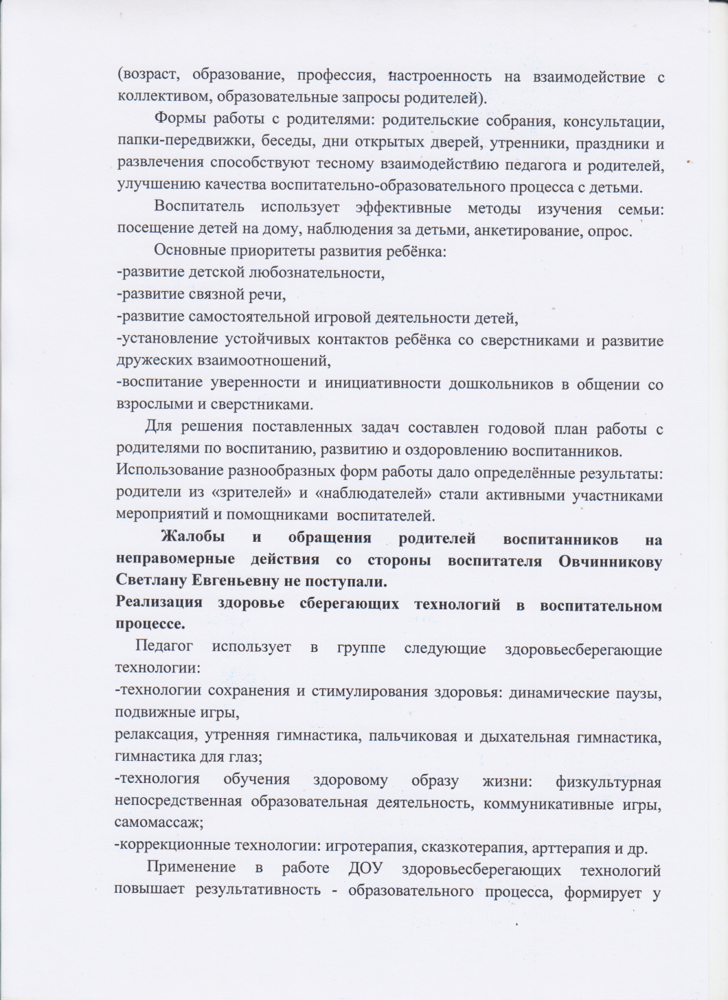 (возраст, образование, профессия, настроенность на взаимодействие с
коллективом, образовательные запросы родителей).
Формы работы с родителями: родительские собрания, консультации,
папки-передвижки, беседы, дни открытых дверей, утренники, праздники и
развлечения способствуют тесному взаимодействию педагога и родителей,
улучшению качества воспитательно-образовательного процесса с детьми.
Воспитатель использует эффективные методы изучения семьи:
посещение детей на дому, наблюдения за детьми, анкетирование, опрос.
Основные приоритеты развития ребёнка:
-развитие детской любознательности,
-развитие связной речи,
-развитие самостоятельной игровой деятельности детей,
-установление устойчивых контактов ребёнка со сверстниками и развитие
дружеских взаимоотношений,
-воспитание уверенности и инициативности дошкольников в общении со
взрослыми и сверстниками.
Для решения поставленных задач составлен годовой план работы с
родителями по воспитанию, развитию и оздоровлению воспитанников.
Использование разнообразных форм работы дало определённые результаты:
родители из «зрителей» и «наблюдателей» стали активными участниками
мероприятий и помощниками воспитателей.
Жалобы и обращения родителей воспитанников на
неправомерные действия со стороны воспитателя Овчинникову
Светлану Евгеньевну не поступали.
Реализация здоровье сберегающих технологий в воспитательном
процессе.
Педагог использует в группе следующие здоровьесберегающие
технологии:
-технологии сохранения и стимулирования здоровья: динамические паузы,
подвижные игры,
релаксация, утренняя гимнастика, пальчиковая и дыхательная гимнастика,
гимнастика для глаз;
-технология обучения здоровому образу жизни: физкультурная
непосредственная образовательная деятельность, коммуникативные игры,
самомассаж;
-коррекционные технологии: игротерапия, сказкотерапия, арттерапия и др.
Применение в работе ДОУ здоровьесберегающих технологий
повышает результативность - образовательного процесса, формирует у